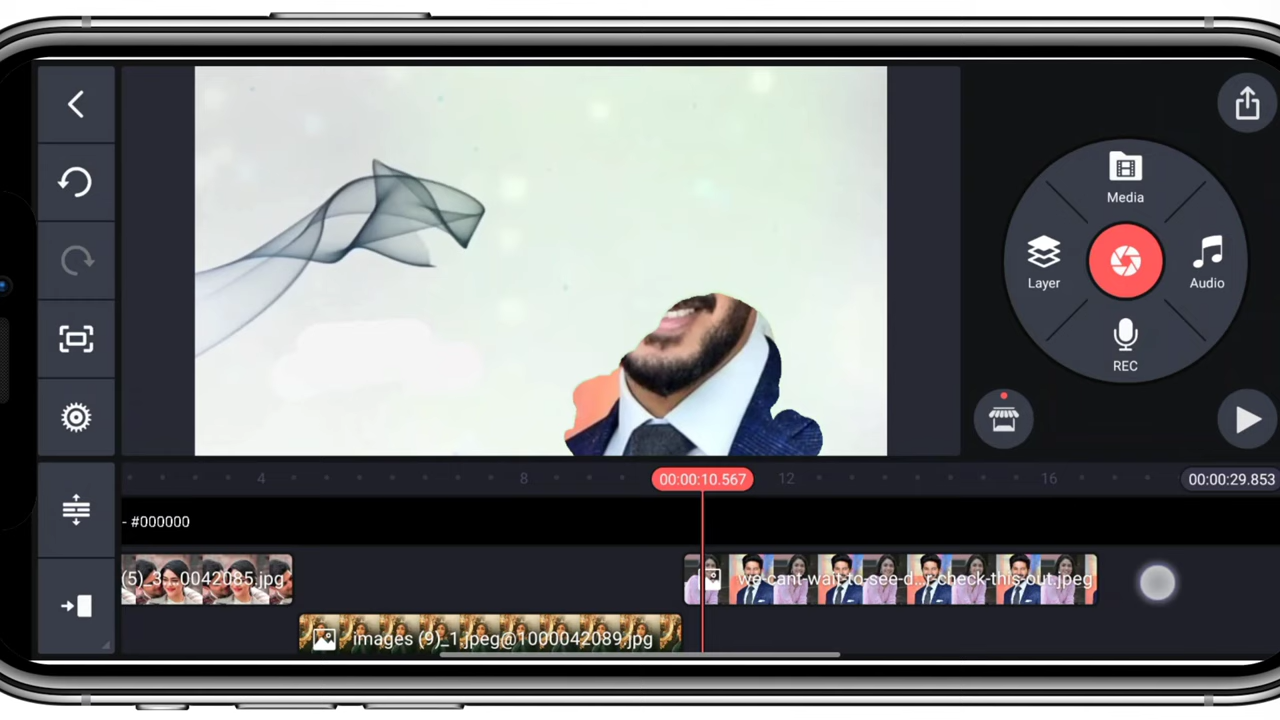 Media
Layer
Audio
REC
4
8
00:00:10.567
12
16
00:00:29.853
- #000000
(5)_3...0042085.jpg
we-cant-wait-to-see-d...r-check-this-out.jpeg
images (9)_1.jpeg@1000042089.jpg